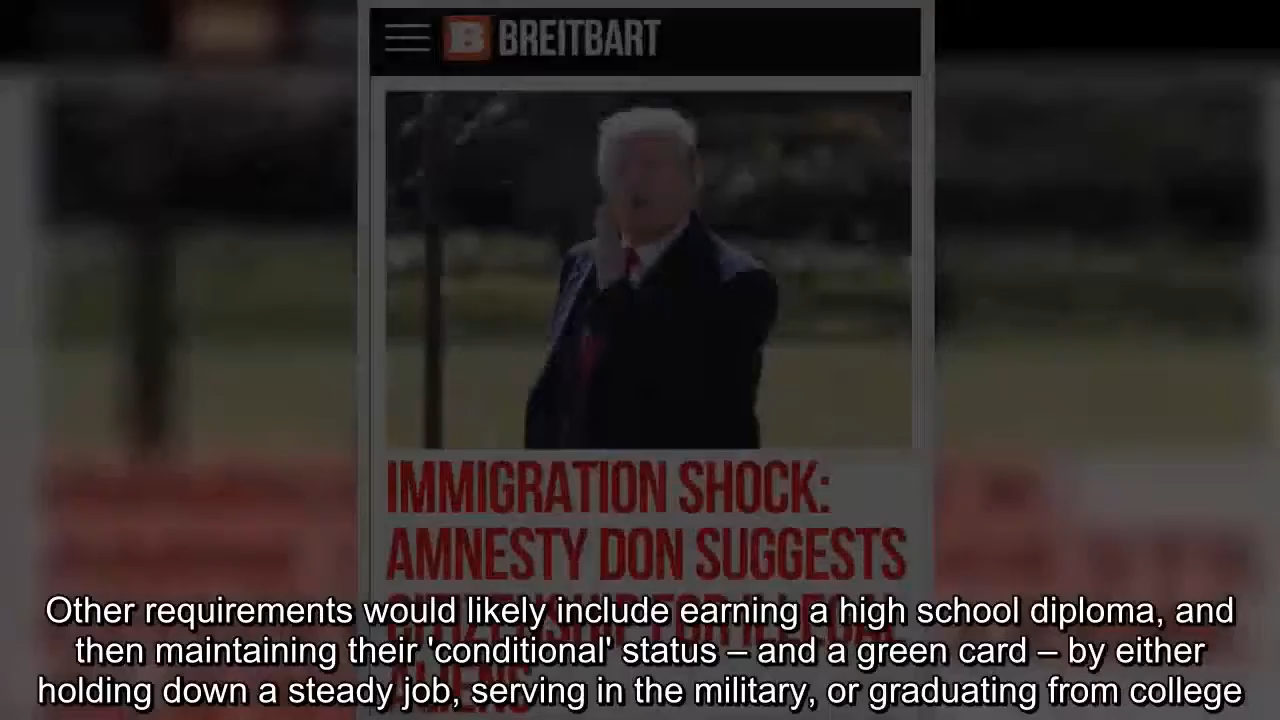 B BREITBART
IMMIGRATION SHOCK:
AMNESTY DON SUGGESTS
Other requirements would likely include earning a high school diploma, and
then maintaining their 'conditional' status – and a green card – by either
holding down a steady job, serving in the military, or graduating from college